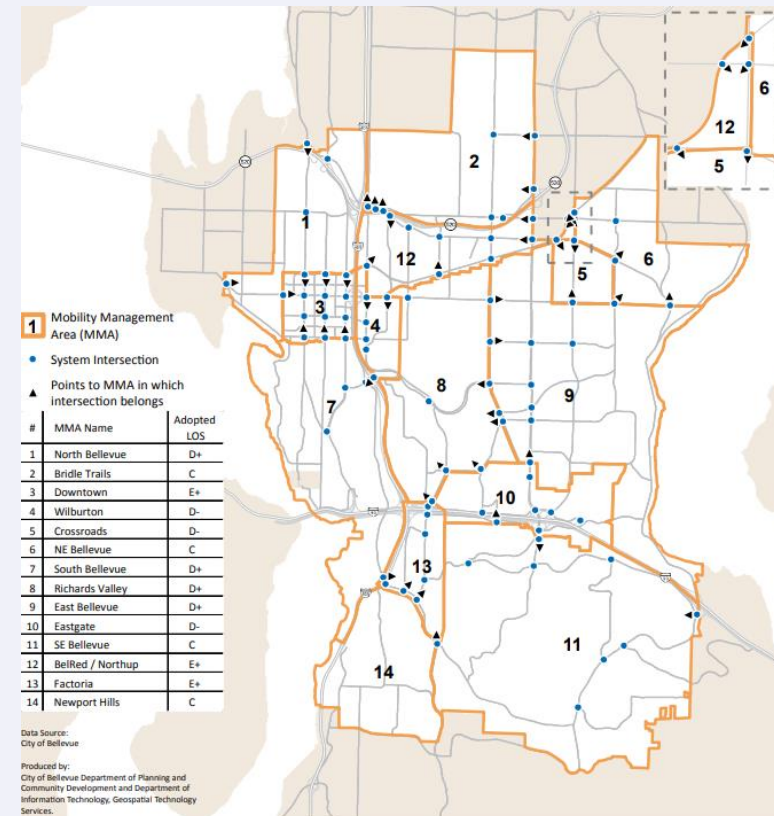 2
1
12
5
6
3
4
7
8
9
10
13
11
14
12
6
5
520
520
520
1 Mobility Management
Area (MMA)
System Intersection
Points to MMA in which
intersection belongs
# MMA Name Adopted
LOS
1 North Bellevue D+
2 Bridle Trails C
3 Downtown E+
4 Wilburton D-
5 Crossroads D-
6 NE Bellevue C
7 South Bellevue D+
8 Richards Valley D+
9 East Bellevue D+
10 Eastgate D-
11 SE Bellevue C
12 BelRed / Northup E+
13 Factoria E+
14 Newport Hills C
Data Source:
City of Bellevue
Produced by:
City of Bellevue Department of Planning and
Community Development and Department of
Information Technology, Geospatial Technology
Services.